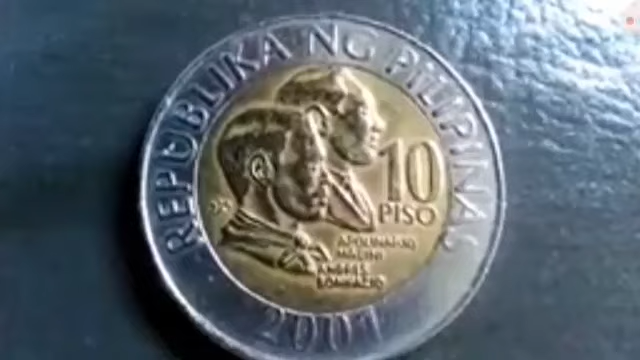 REPUBLIKA NG PILIPINAS
10
PISO
APOLINARIO
MABINI
ANDRES
BONIFACIO
2001